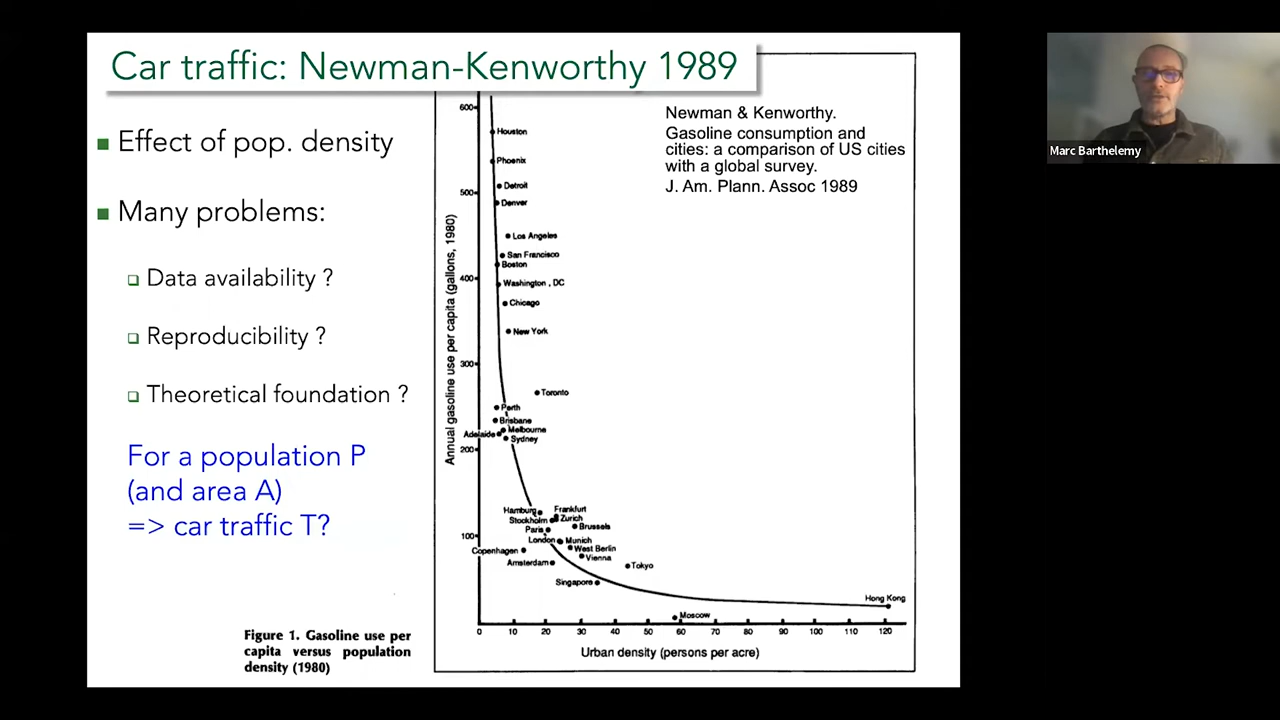 Car traffic: Newman-Kenworthy 1989
Effect of pop. density
Many problems:
Data availability ?
Reproducibility ?
Theoretical foundation ?
For a population P
(and area A)
=> car traffic T?
Figure 1. Gasoline use per
capita versus population
density (1980)
Newman & Kenworthy.
Gasoline consumption and
cities: a comparison of US cities
with a global survey.
J. Am. Plann. Assoc 1989
Annual gasoline use per capita (gallons, 1980)
600
500
400
300
200
100
Houston
Phoenix
Detroit
Denver
Los Angeles
San Francisco
Boston
Washington , DC
Chicago
New York
Toronto
Perth
Brisbane
Melbourne
Adelaide
Sydney
Hamburg
Frankfurt
Stockholm
Zurich
Paris
Brussels
London
Munich
Copenhagen
West Berlin
Vienna
Amsterdam
Tokyo
Singapore
Hong Kong
Moscow
0 10 20 30 40 50 60 70 80 90 100 110 120
Urban density (persons per acre)
Marc Barthelemy